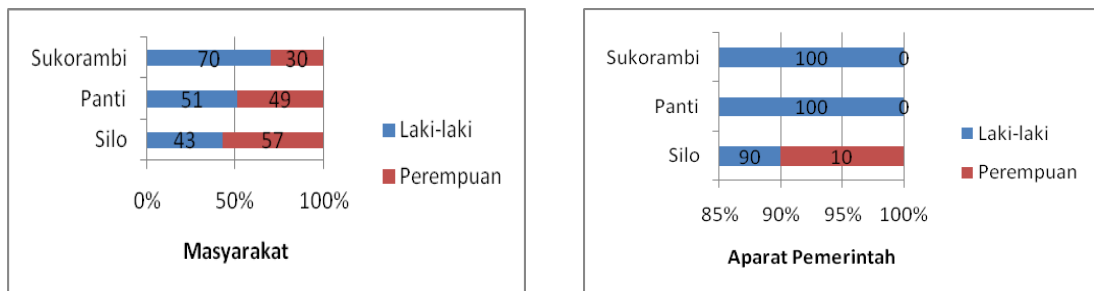 Sukorambi 70 30
Panti 51 49
Silo 43 57
Laki-laki
Perempuan
0% 50% 100%
Masyarakat
Sukorambi 100 0
Panti 100 0
Silo 90 10
Laki-laki
Perempuan
85% 90% 95% 100%
Aparat Pemerintah